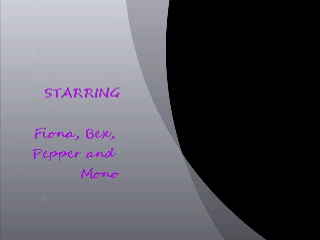 STARRING
Fiona, Bex,
Pepper and
Mono